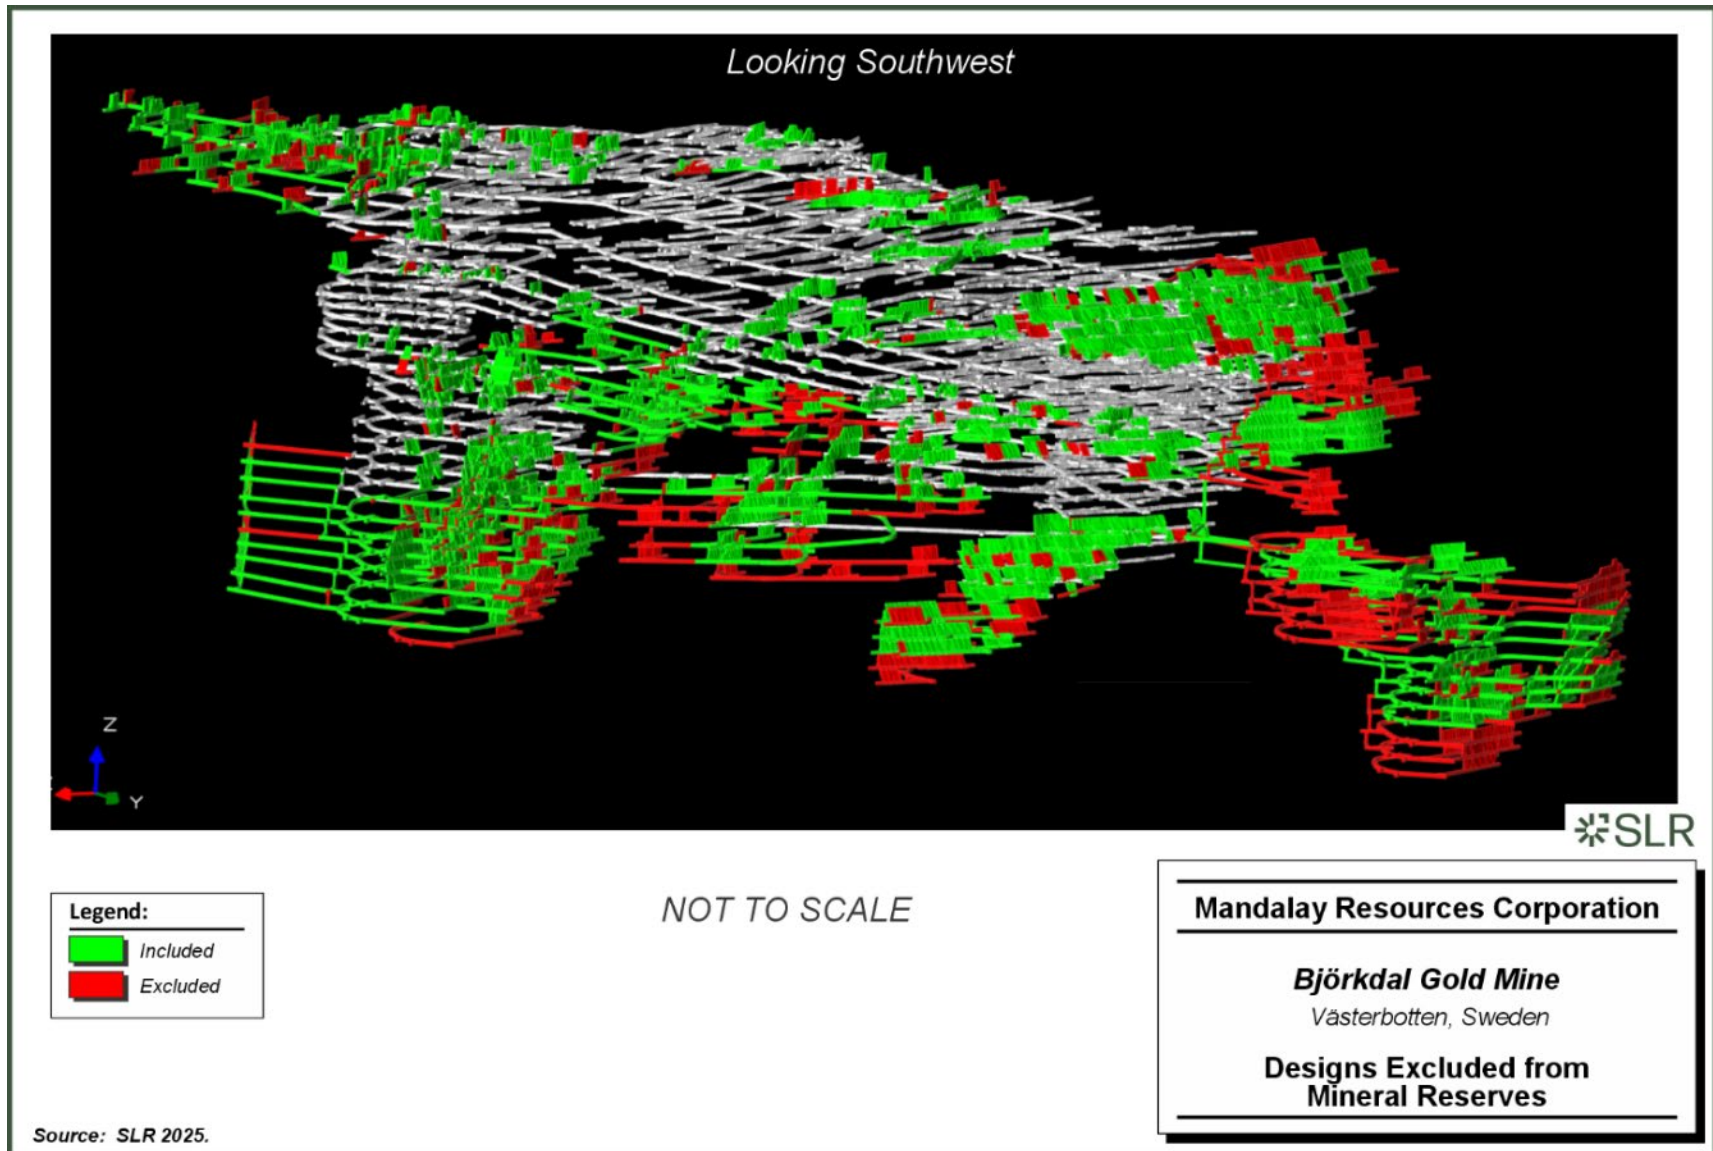 Looking Southwest
Z
Y
SLR
Legend:
Included
Excluded
NOT TO SCALE
Mandalay Resources Corporation
Björkdal Gold Mine
Västerbotten, Sweden
Designs Excluded from
Mineral Reserves
Source: SLR 2025.